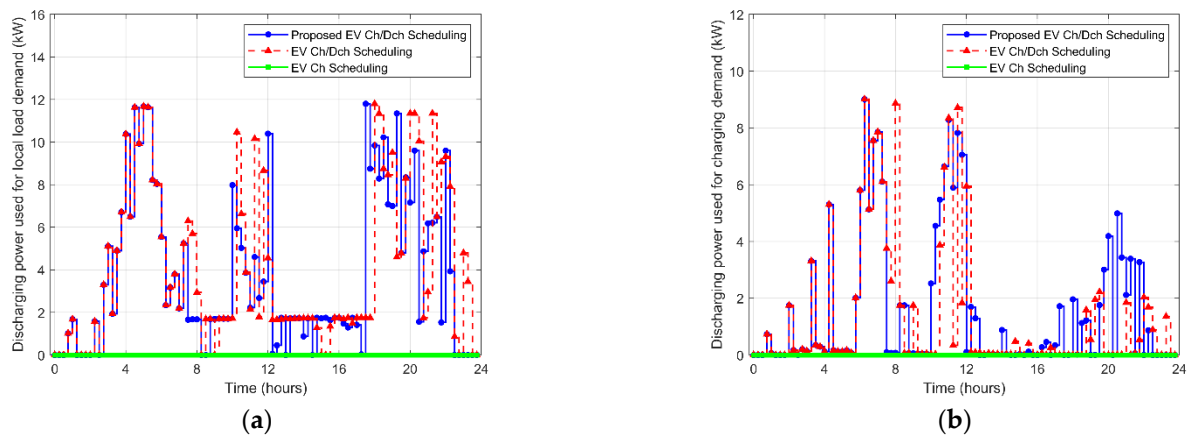 Discharging power used for local load demand (kW)
16
14
12
10
8
6
4
2
0
0 4 8 12 16 20 24
Time (hours)
Proposed EV Ch/Dch Scheduling
EV Ch/Dch Scheduling
EV Ch Scheduling
(a)
Discharging power used for charging demand (kW)
12
10
8
6
4
2
0
0 4 8 12 16 20 24
Time (hours)
Proposed EV Ch/Dch Scheduling
EV Ch/Dch Scheduling
EV Ch Scheduling
(b)